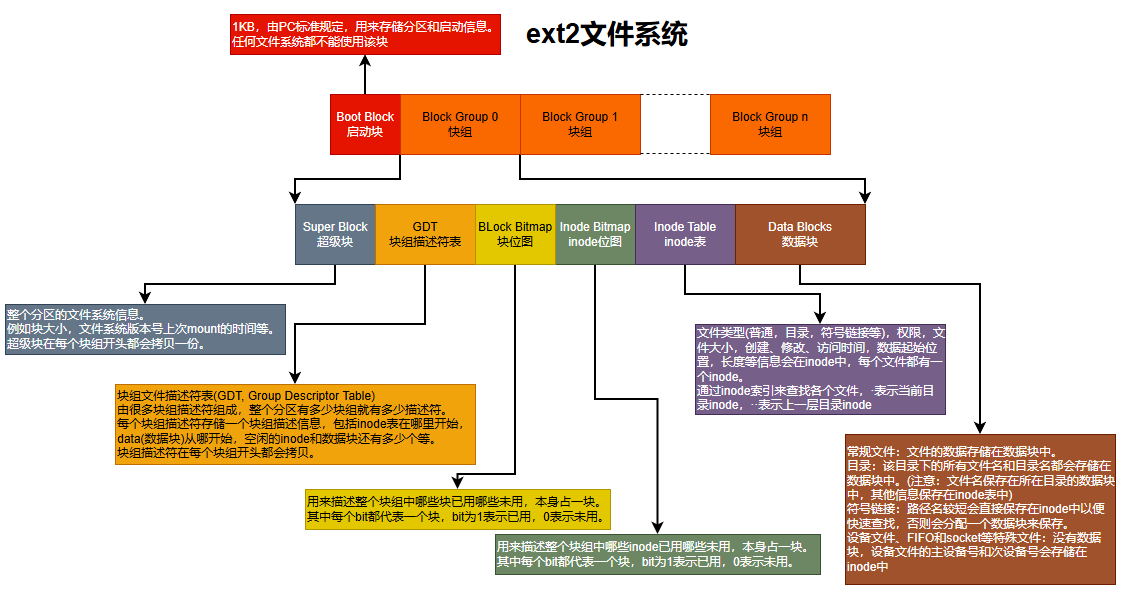 1KB，由PC标准规定，用来存储分区和启动信息。
任何文件系统都不能使用该块
ext2文件系统
Boot Block
启动块
Block Group 0
快组
Block Group 1
块组
Block Group n
块组
Super Block
超级块
GDT
块组描述符表
BLock Bitmap
块位图
Inode Bitmap
inode位图
Inode Table
inode表
Data Blocks
数据块
整个分区的文件系统信息。
例如块大小，文件系统版本号上次mount的时间等。
超级块在每个块组开头都会拷贝一份。
块组文件描述符表(GDT, Group Descriptor Table)
由很多块组描述符组成，整个分区有多少块组就有多少描述符。
每个块组描述符存储一个块组描述信息，包括inode表在哪里开始，
data(数据块)从哪开始，空闲的inode和数据块还有多少个等。
块组描述符在每个块组开头都会拷贝。
用来描述整个块组中哪些块已用哪些未用，本身占一块。
其中每个bit都代表一个块，bit为1表示已用，0表示未用。
用来描述整个块组中哪些inode已用哪些未用，本身占一块。
其中每个bit都代表一个块，bit为1表示已用，0表示未用。
文件类型(普通，目录，符号链接等)，权限，文
件大小，创建、修改、访问时间，数据起始位
置，长度等信息会在inode中，每个文件都有一
个inode。
通过inode索引来查找各个文件，·表示当前目
录inode，··表示上一层目录inode
常规文件：文件的数据存储在数据块中。
目录：该目录下的所有文件名和目录名都会存储在
数据块中。(注意：文件名保存在所在目录的数据块
中，其他信息保存在inode表中)
符号链接：路径名较短会直接保存在inode中以便
快速查找，否则会分配一个数据块来保存。
设备文件、FIFO和socket等特殊文件：没有数据
块，设备文件的主设备号和次设备号会存储在
inode中